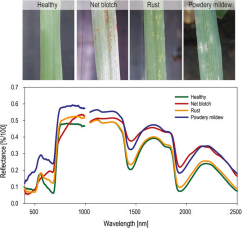 Healthy Net blotch Rust Powdery mildew
0.7
Healthy
Net blotch
Rust
Powdery mildew
0.6
0.5
0.4
0.3
0.2
0.1
0.0
Reflectance [%/100]
500 1000 1500 2000 2500
Wavelength [nm]